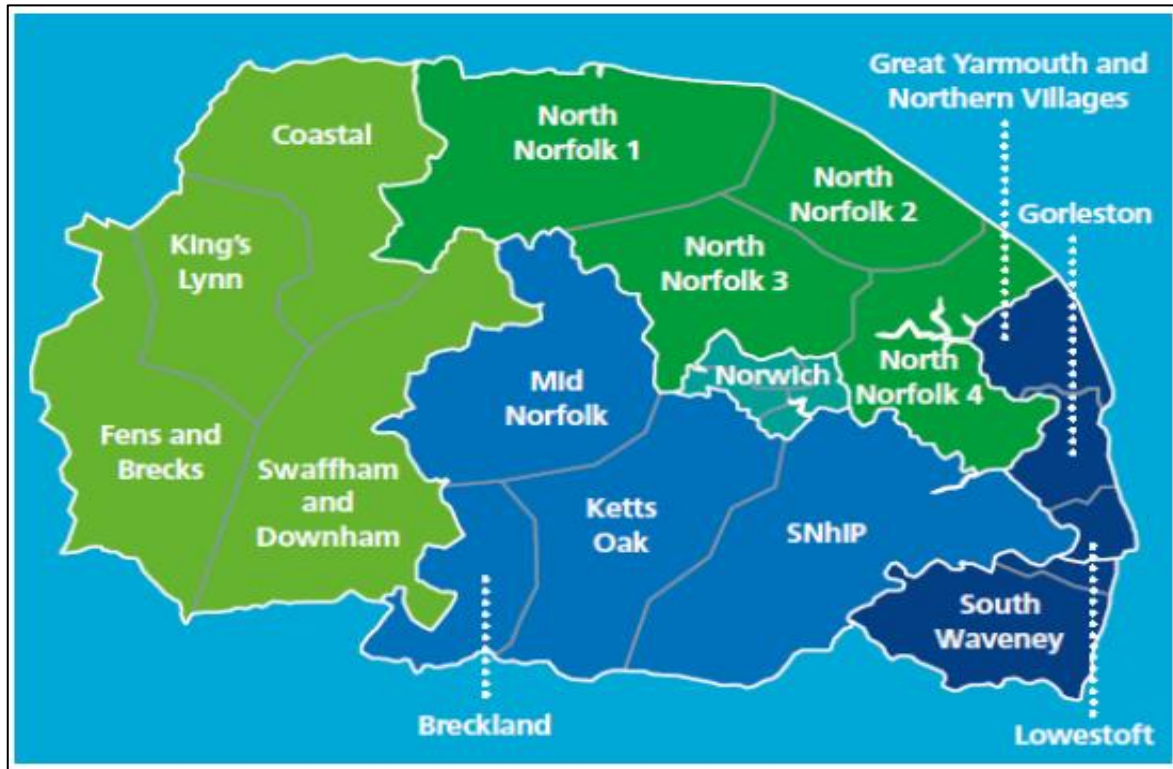 Great Yarmouth and
Northern Villages
Coastal
North
Norfolk 1
North
Norfolk 2
Gorleston
King's
Lynn
North
Norfolk 3
Mid
Norfolk
Norwich
North
Norfolk 4
Fens and
Brecks
Swaffham
and
Downham
Ketts
Oak
SNhIP
South
Waveney
Breckland
Lowestoft